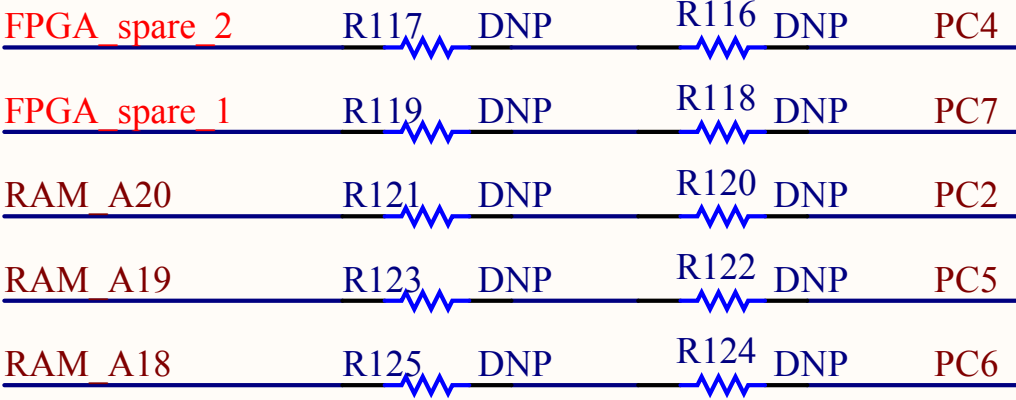 FPGA_spare_2 R117 DNP R116 DNP PC4
FPGA_spare_1 R119 DNP R118 DNP PC7
RAM_A20 R121 DNP R120 DNP PC2
RAM_A19 R123 DNP R122 DNP PC5
RAM_A18 R125 DNP R124 DNP PC6